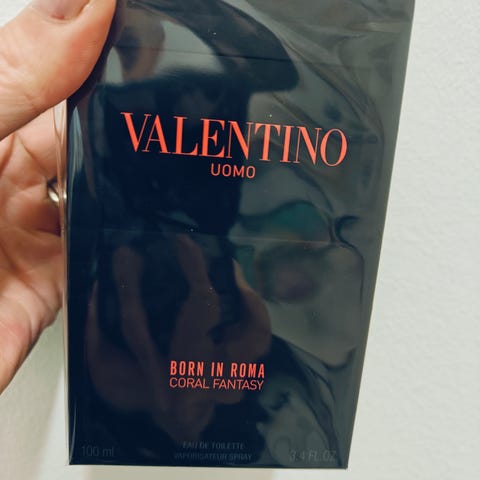 VALENTINO
UOMO
BORN IN ROMA
CORAL FANTASY
100 ml
EAU DE TOILETTE
VAPORISATEUR SPRAY
3.4 FL.OZ